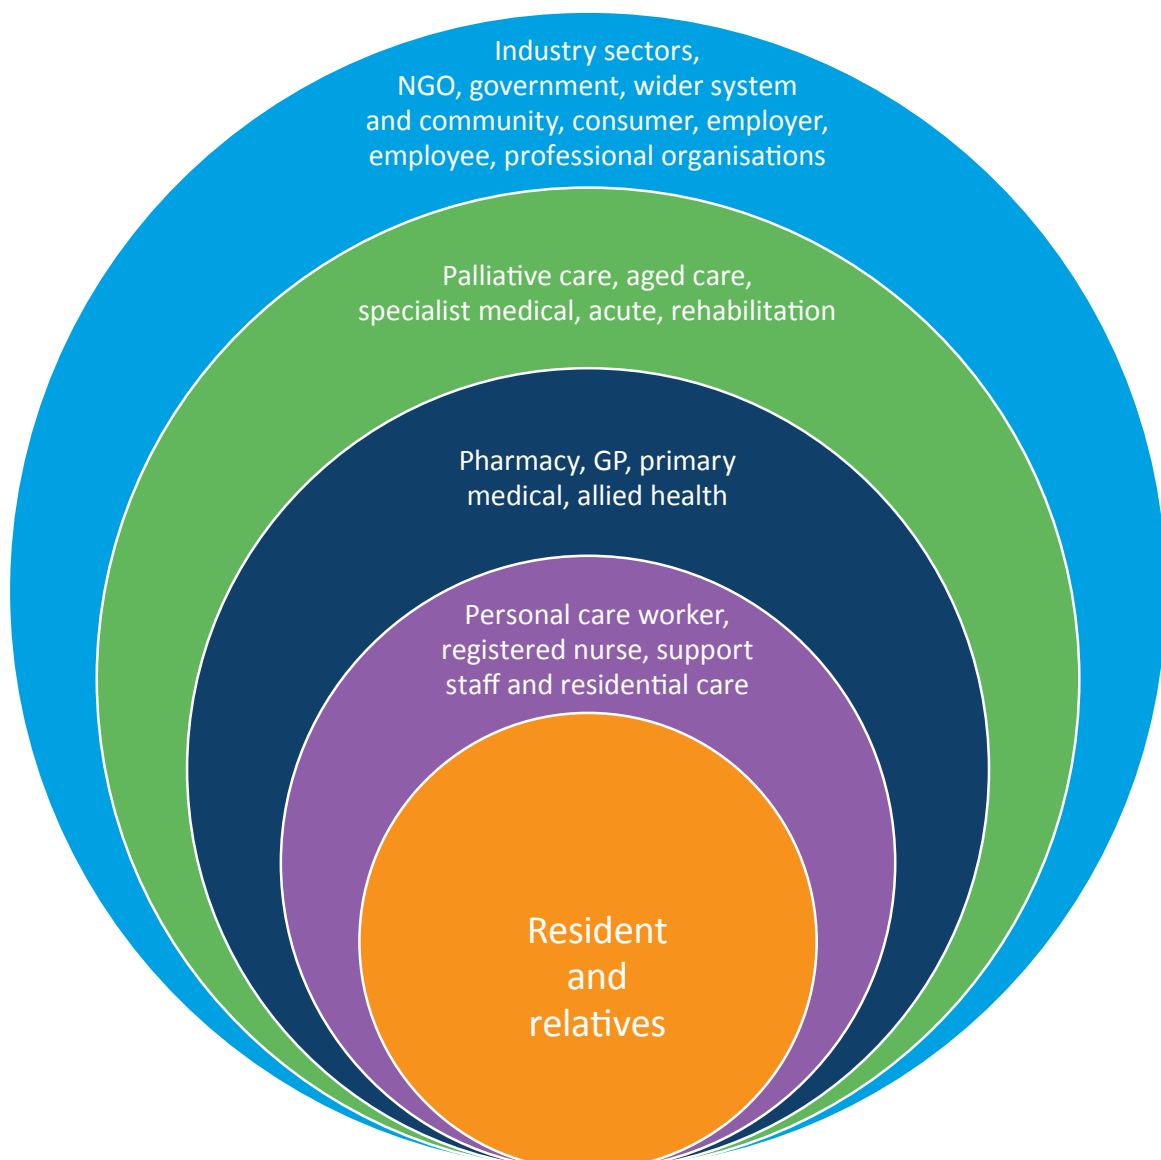 Industry sectors,
NGO, government, wider system
and community, consumer, employer,
employee, professional organisations
Palliative care, aged care,
specialist medical, acute, rehabilitation
Pharmacy, GP, primary
medical, allied health
Personal care worker,
registered nurse, support
staff and residential care
Resident
and
relatives